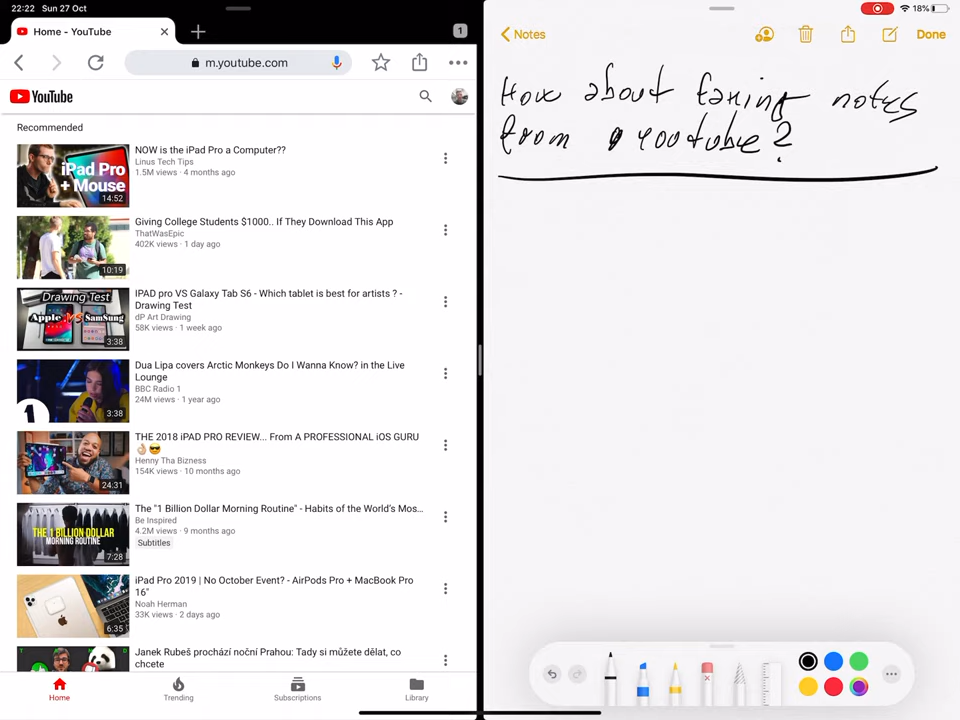 22:22 Sun 27 Oct
Home - YouTube
1
m.youtube.com
YouTube
Recommended
iPad Pro
+ Mouse
14:52
NOW is the iPad Pro a Computer??
Linus Tech Tips
1.5M views · 4 months ago
10:19
Giving College Students $1000.. If They Download This App
ThatWasEpic
402K views · 1 day ago
Drawing Test
Apple VS SamSung
3:38
IPAD pro VS Galaxy Tab S6 - Which tablet is best for artists ? -
Drawing Test
dP Art Drawing
58K views · 1 week ago
1
3:38
Dua Lipa covers Arctic Monkeys Do I Wanna Know? in the Live
Lounge
BBC Radio 1
24M views · 1 year ago
24:31
THE 2018 iPAD PRO REVIEW... From A PROFESSIONAL iOS GURU
👌🏼😎
Henny Tha Bizness
154K views · 10 months ago
THE 1 BILLION DOLLAR
MORNING ROUTINE
7:28
The "1 Billion Dollar Morning Routine" - Habits of the World's Mos...
Be Inspired
4.2M views · 9 months ago
Subtitles
6:35
iPad Pro 2019 | No October Event? - AirPods Pro + MacBook Pro
16"
Noah Herman
33K views · 2 days ago
Janek Rubeš prochází noční Prahou: Tady si můžete dělat, co
chcete
Home
Trending
Subscriptions
Library
18%
Notes
Done
How about taking notes
from youtube?